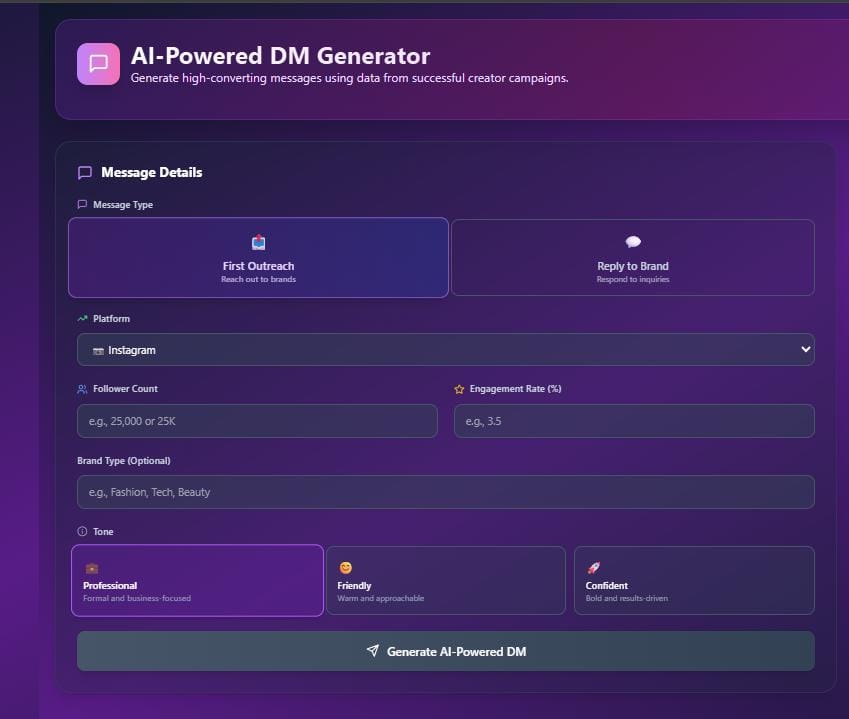 AI-Powered DM Generator
Generate high-converting messages using data from successful creator campaigns.
Message Details
Message Type
First Outreach
Reach out to brands
Reply to Brand
Respond to inquiries
Platform
Instagram
Follower Count
Engagement Rate (%)
e.g., 25,000 or 25K
e.g., 3.5
Brand Type (Optional)
e.g., Fashion, Tech, Beauty
Tone
Professional
Formal and business-focused
Friendly
Warm and approachable
Confident
Bold and results-driven
Generate AI-Powered DM